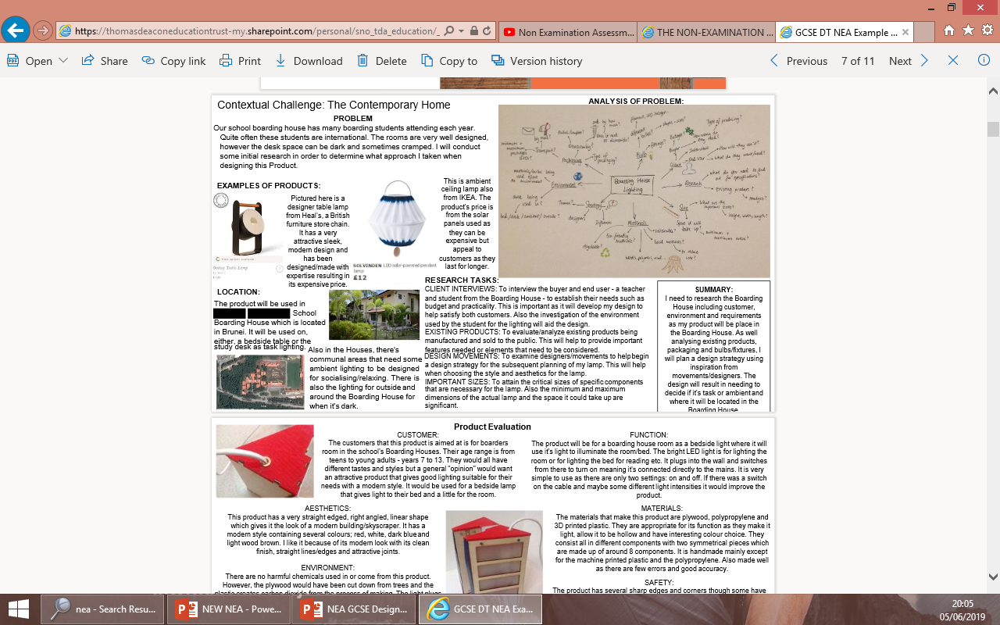 https://thomasdeaconeducationtrust-my.sharepoint.com/personal/sno_tda_education/_
Non Examination Assessm...
THE NON-EXAMINATION ...
GCSE DT NEA Example ...
Open
Share
Copy link
Print
Download
Delete
Copy to
Version history
Previous
7 of 11
Next
Contextual Challenge: The Contemporary Home
PROBLEM
Our school boarding house has many boarding students attending each year.
Quite often these students are international. The rooms are very well designed,
however the desk space can be dark and sometimes cramped. I will conduct
some initial research in order to determine what approach I taken when
designing this Product.
ANALYSIS OF PROBLEM:
Boarding House
Lighting
Packaging
Bulb
Client
Research
Size
Materials
Strategy
Environment
EXAMPLES OF PRODUCTS:
Pictured here is a
designer table lamp
from Heal's, a British
furniture store chain.
It has a very
attractive sleek,
modern design and
has been
designed/made with
expertise resulting in
its expensive price.
SOLVINDEN LED solar-powered pendant
lamp
£12
This is ambient
ceiling lamp also
from IKEA. The
product's price is
from the solar
panels used as
they can be
expensive but
appeal to
customers as they
last for longer.
LOCATION:
The product will be used in
School
Boarding House which is located
in Brunei. It will be used on,
either, a bedside table or the
study desk as task lighting.
Also in the Houses, there's
communal areas that need some
ambient lighting to be designed
for socialising/relaxing. There is
also the lighting for outside and
around the Boarding House for
when it's dark.
RESEARCH TASKS:
CLIENT INTERVIEWS: To interview the buyer and end user - a teacher
and student from the Boarding House - to establish their needs such as
budget and practicality. This is important as it will develop my design to
help satisfy both customers. Also the investigation of the environment
used by the student for the lighting will aid the design.
EXISTING PRODUCTS: To evaluate/analyze existing products being
manufactured and sold to the public. This will help to provide important
features needed or elements that need to be considered.
DESIGN MOVEMENTS: To examine designers/movements to help begin
a design strategy for the subsequent planning of my lamp. This will help
when choosing the style and aesthetics for the lamp.
IMPORTANT SIZES: To attain the critical sizes of specific components
that are necessary for the lamp. Also the minimum and maximum
dimensions of the actual lamp and the space it could take up are
significant.
SUMMARY:
I need to research the Boarding
House including customer,
environment and requirements
as my product will be place in
the Boarding House. As well
analysing existing products,
packaging and bulbs/fixtures, I
will plan a design strategy using
inspiration from
movements/designers. The
design will result in needing to
decide if it's task or ambient and
where it will be located in the
Boarding House
Product Evaluation
CUSTOMER:
The customers that this product is aimed at is for boarders
room in the school's Boarding Houses. Their age range is from
teens to young adults - years 7 to 13. They would all have
different tastes and styles but a general "opinion" would want
an attractive product that gives good lighting suitable for their
needs with a modern style. It would be used for a bedside lamp
that gives light to their bed and a little for the room.
FUNCTION:
The product will be for a boarding house room as a bedside light where it will
use it's light to illuminate the room/bed. The bright LED light is for lighting the
room or for lighting the bed for reading etc. It plugs into the wall and switches
from there to turn on meaning it's connected directly to the mains. It is very
simple to use as there are only two settings: on and off. If there was a switch
on the cable and maybe some different light intensities it would improve the
product.
AESTHETICS:
This product has a very straight edged, right angled, linear shape
which gives it the look of a modern building/skyscraper. It has a
modern style containing several colours; red, white, dark blue and
light wood brown. I like it because of its modern look with its clean
finish, straight lines/edges and attractive joints.
MATERIALS:
The materials that make this product are plywood, polypropylene and
3D printed plastic. They are appropriate for its function as they make it
light, allow it to be hollow and have interesting colour choice. They
consist all in different components with two symmetrical pieces which
are made up of around 8 components. It is handmade mainly except
for the machine printed plastic and the polypropylene. Also made well
as there are few errors and good accuracy.
ENVIRONMENT:
There are no harmful chemicals used in or come from this product.
However, the plywood would have been cut down from trees and the
SAFETY:
The product has several sharp edges and corners though some have
nea - Search Resu...
NEW NEA - Powe...
NEA GCSE Design...
GCSE DT NEA Exa...
20:05
05/06/2019